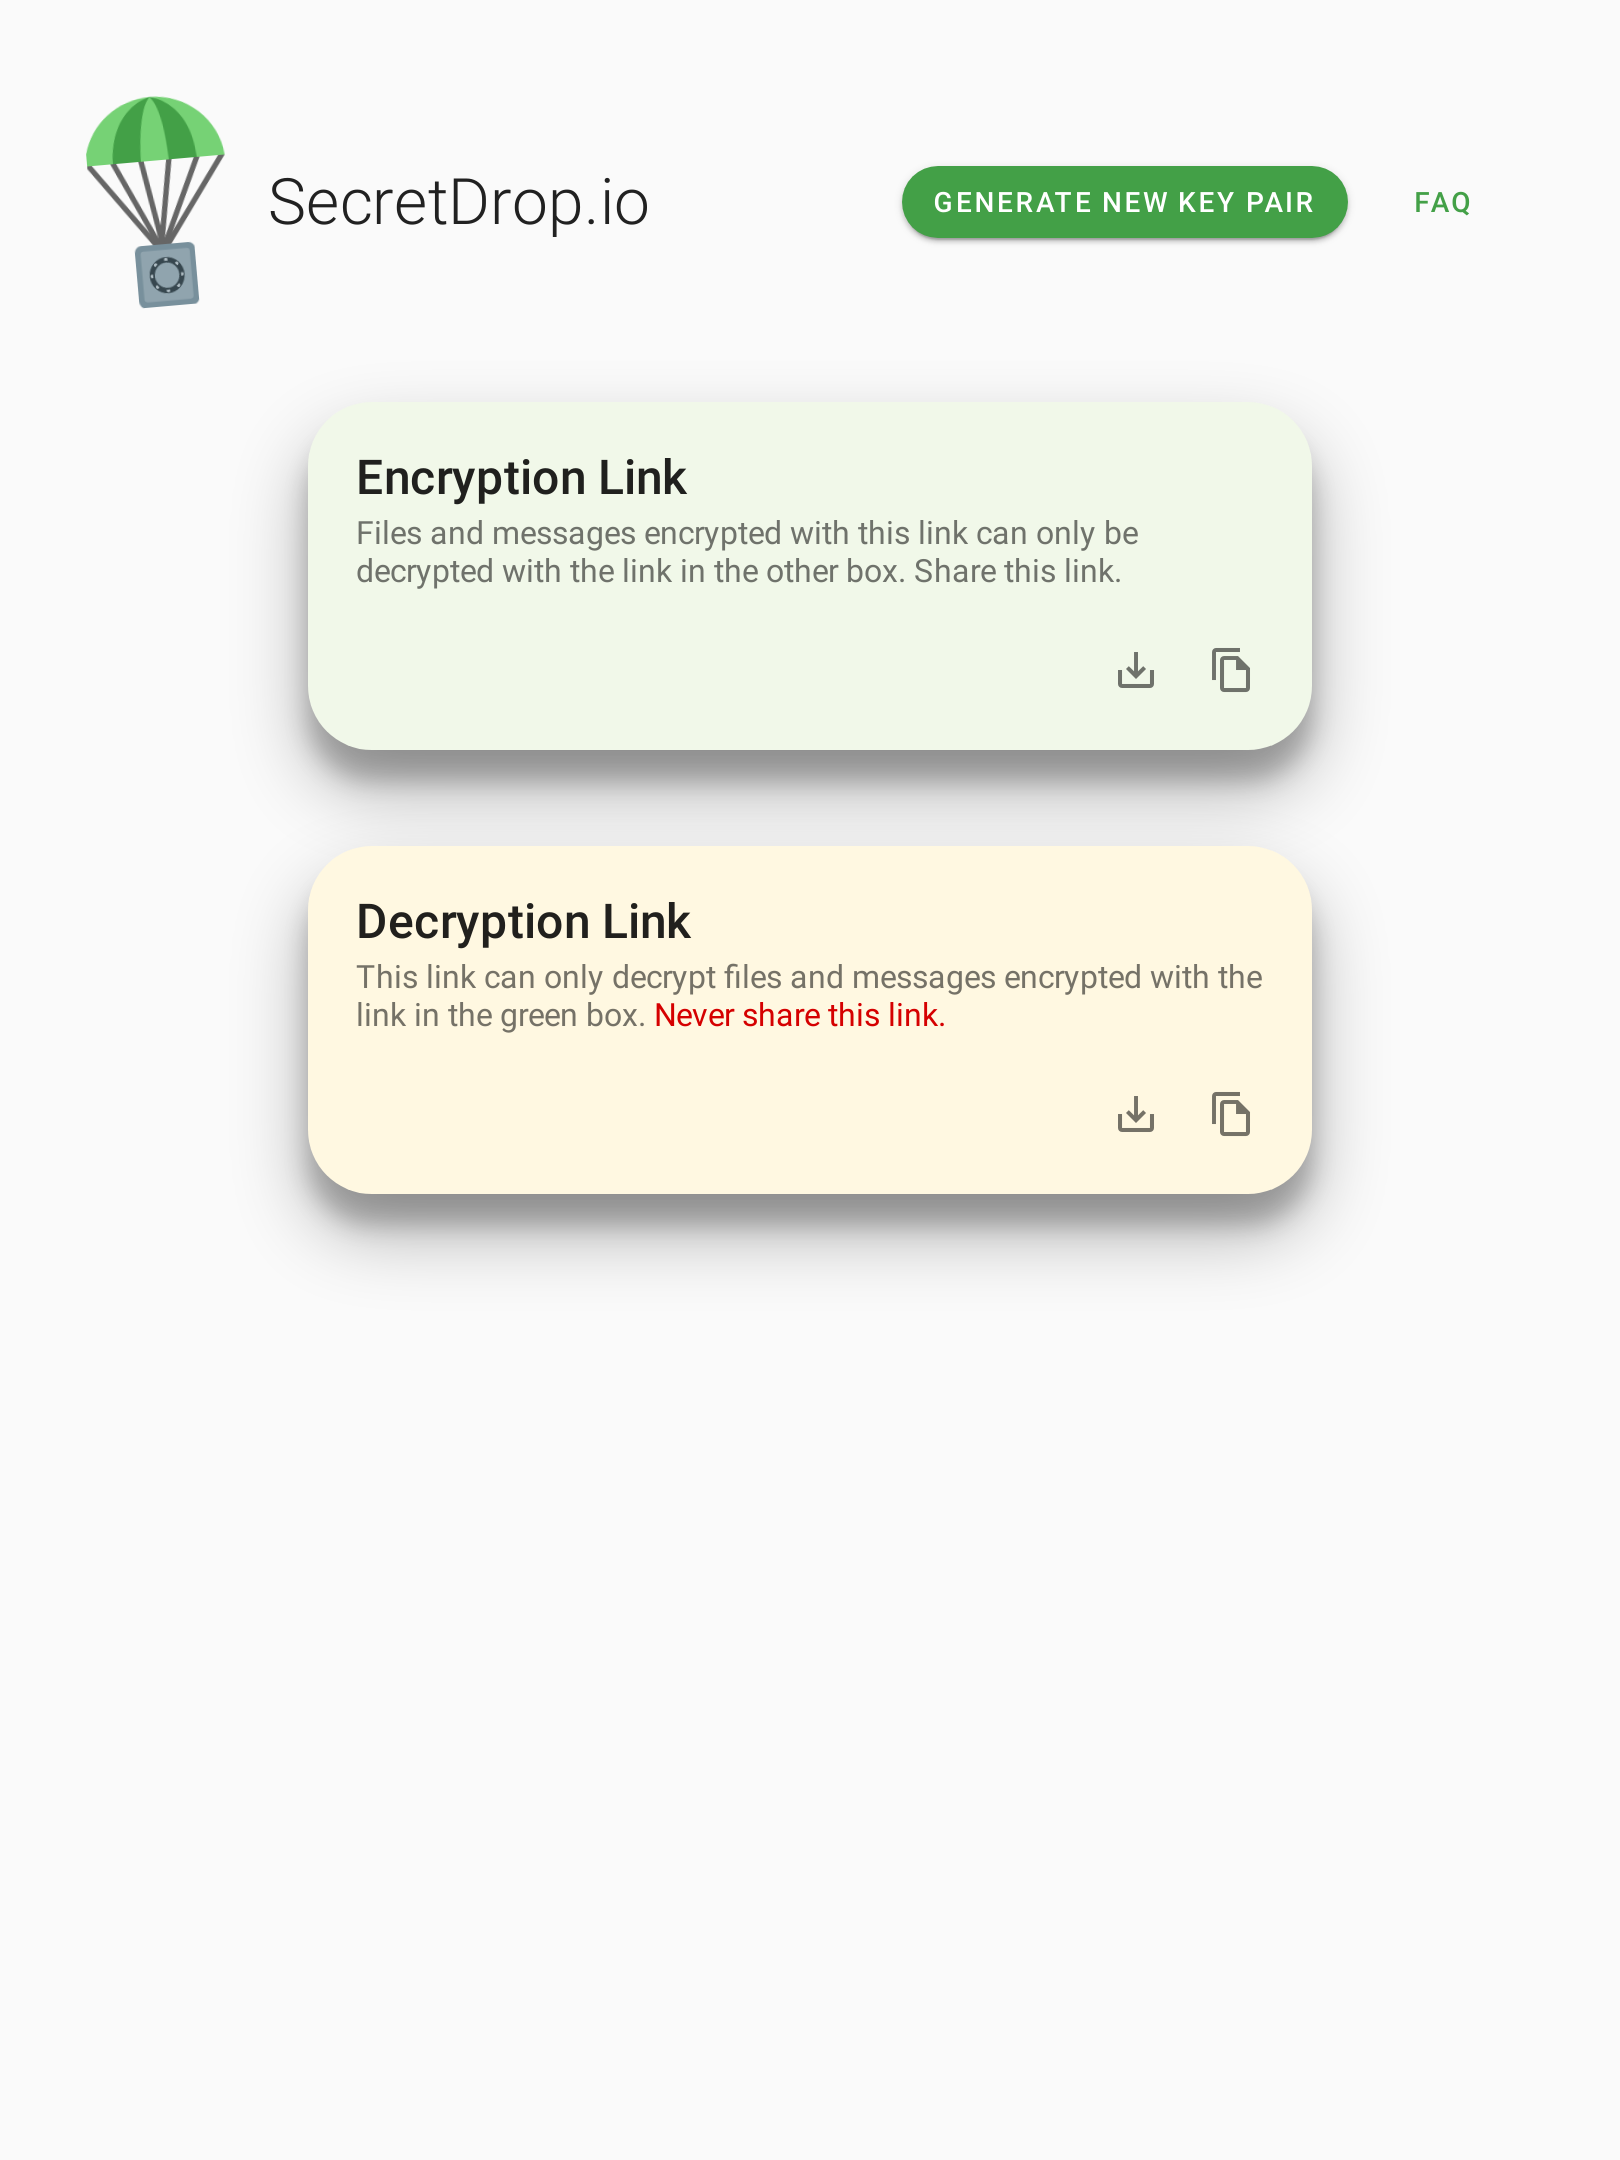 SecretDrop.io
GENERATE NEW KEY PAIR
FAQ
Encryption Link
Files and messages encrypted with this link can only be
decrypted with the link in the other box. Share this link.
Decryption Link
This link can only decrypt files and messages encrypted with the
link in the green box. Never share this link.